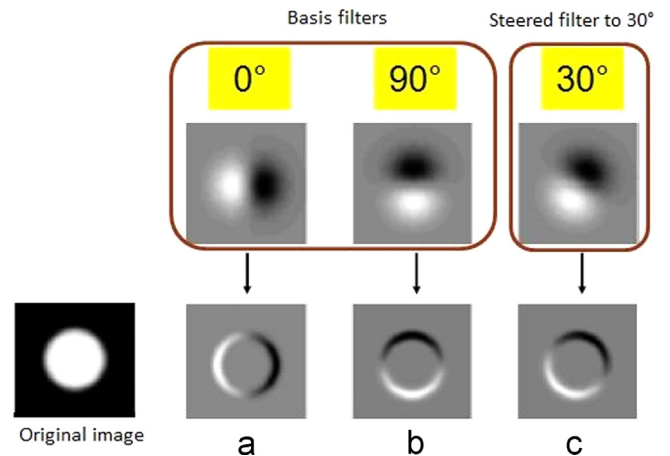 Basis filters
Steered filter to 30°
0°
90°
30°
Original image
a
b
c